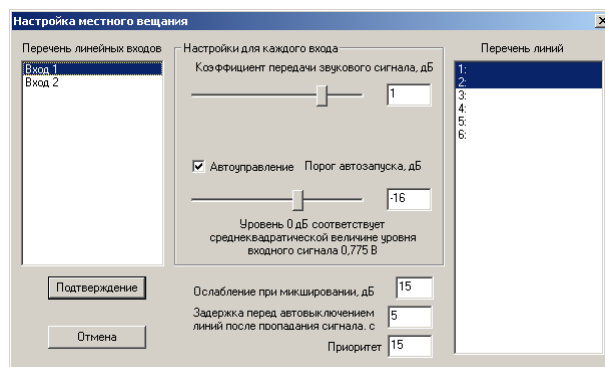 Настройка местного вещания
Перечень линейных входов
Вход 1
Вход 2
Настройки для каждого входа
Коэффициент передачи звукового сигнала, дБ
1
Автоуправление Порог автозапуска, дБ
-16
Уровень 0 дБ соответствует
среднеквадратической величине уровня
входного сигнала 0,775 В
Перечень линий
1:
2:
3:
4:
5:
6:
Подтверждение
Отмена
Ослабление при микшировании, дБ 15
Задержка перед автовыключением
линий после пропадания сигнала, с 5
Приоритет 15